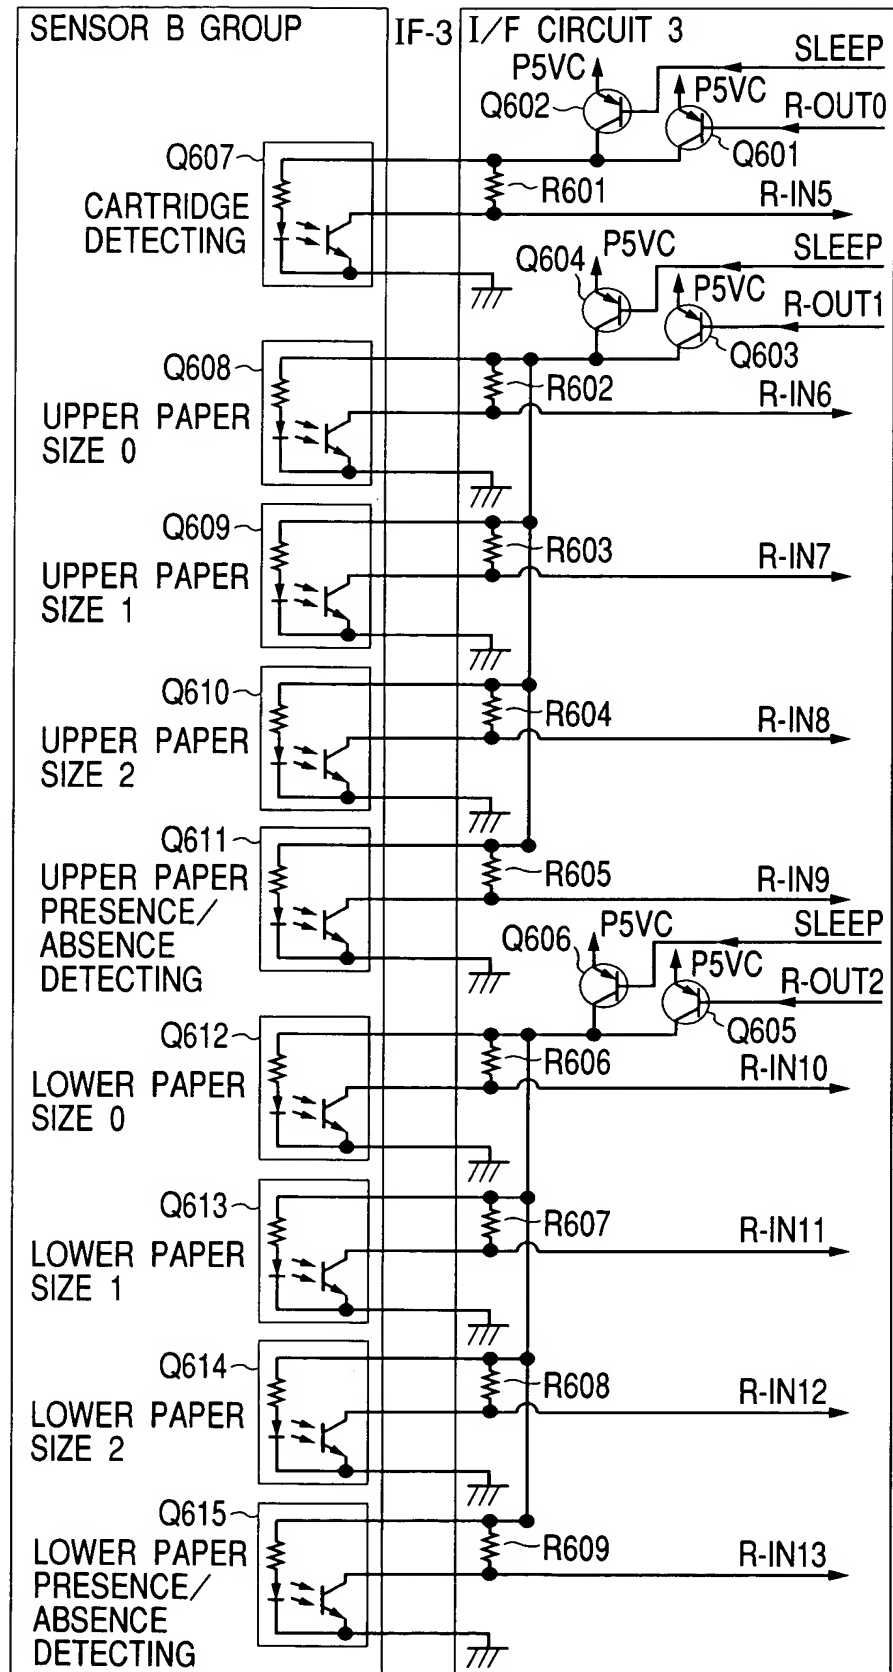 SENSOR B GROUP
IF-3
I/F CIRCUIT 3
SLEEP
P5VC
Q602
P5VC
R-OUT0
Q601
Q607
CARTRIDGE
DETECTING
R601
R-IN5
P5VC
SLEEP
Q604
P5VC
R-OUT1
Q603
Q608
UPPER PAPER
SIZE 0
R602
R-IN6
Q609
UPPER PAPER
SIZE 1
R603
R-IN7
Q610
UPPER PAPER
SIZE 2
R604
R-IN8
Q611
UPPER PAPER
PRESENCE/
ABSENCE
DETECTING
R605
R-IN9
P5VC
SLEEP
Q606
P5VC
R-OUT2
Q605
Q612
LOWER PAPER
SIZE 0
R606
R-IN10
Q613
LOWER PAPER
SIZE 1
R607
R-IN11
Q614
LOWER PAPER
SIZE 2
R608
R-IN12
Q615
LOWER PAPER
PRESENCE/
ABSENCE
DETECTING
R609
R-IN13